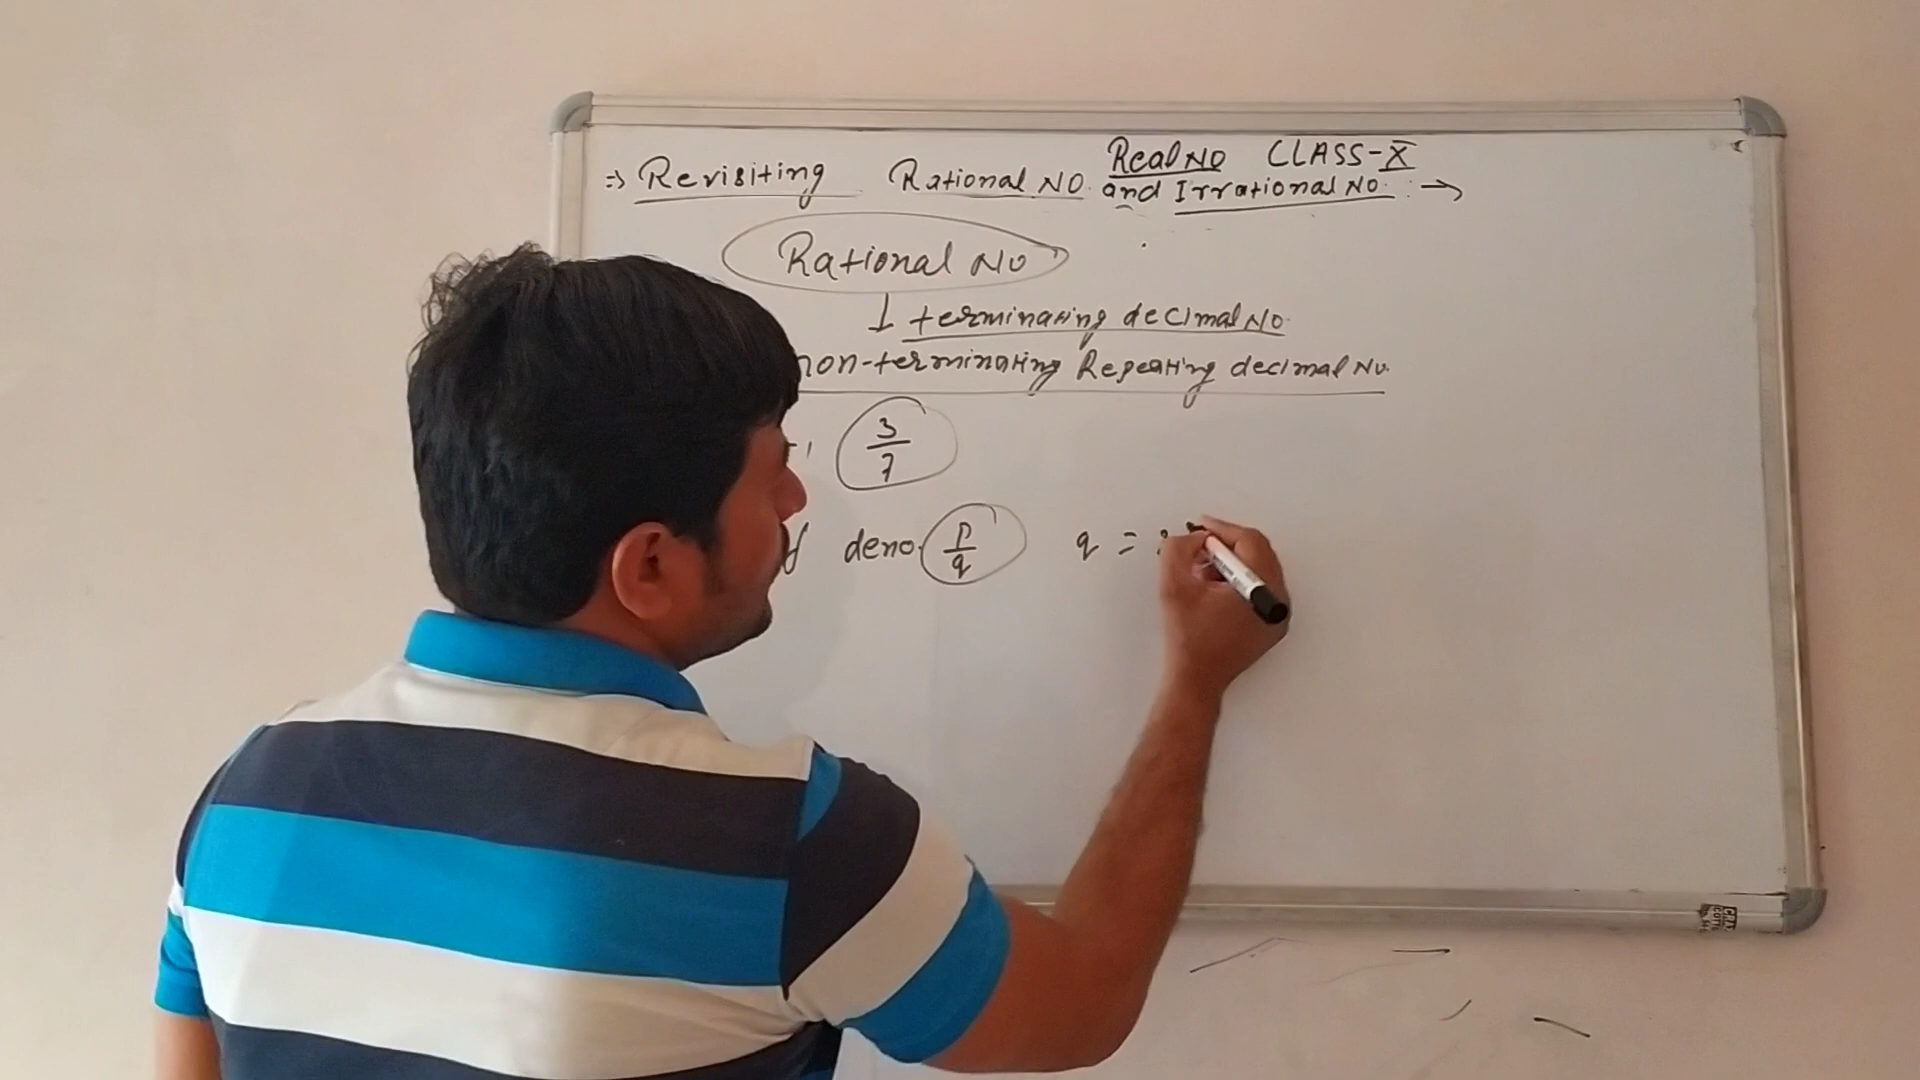 Real No CLASS-X
⇒ Revisiting Rational NO. and Irrational No. : →
Rational No
↓ terminating decimal No.
non-terminating Repeating decimal No.
3/7
deno. p/q q =